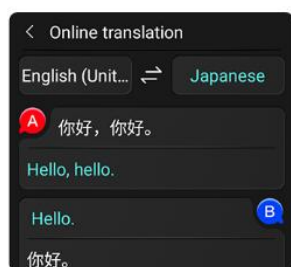 < Online translation
English (Unit... ⇌ Japanese
A
你好，你好。
Hello, hello.
Hello.
B
你好。